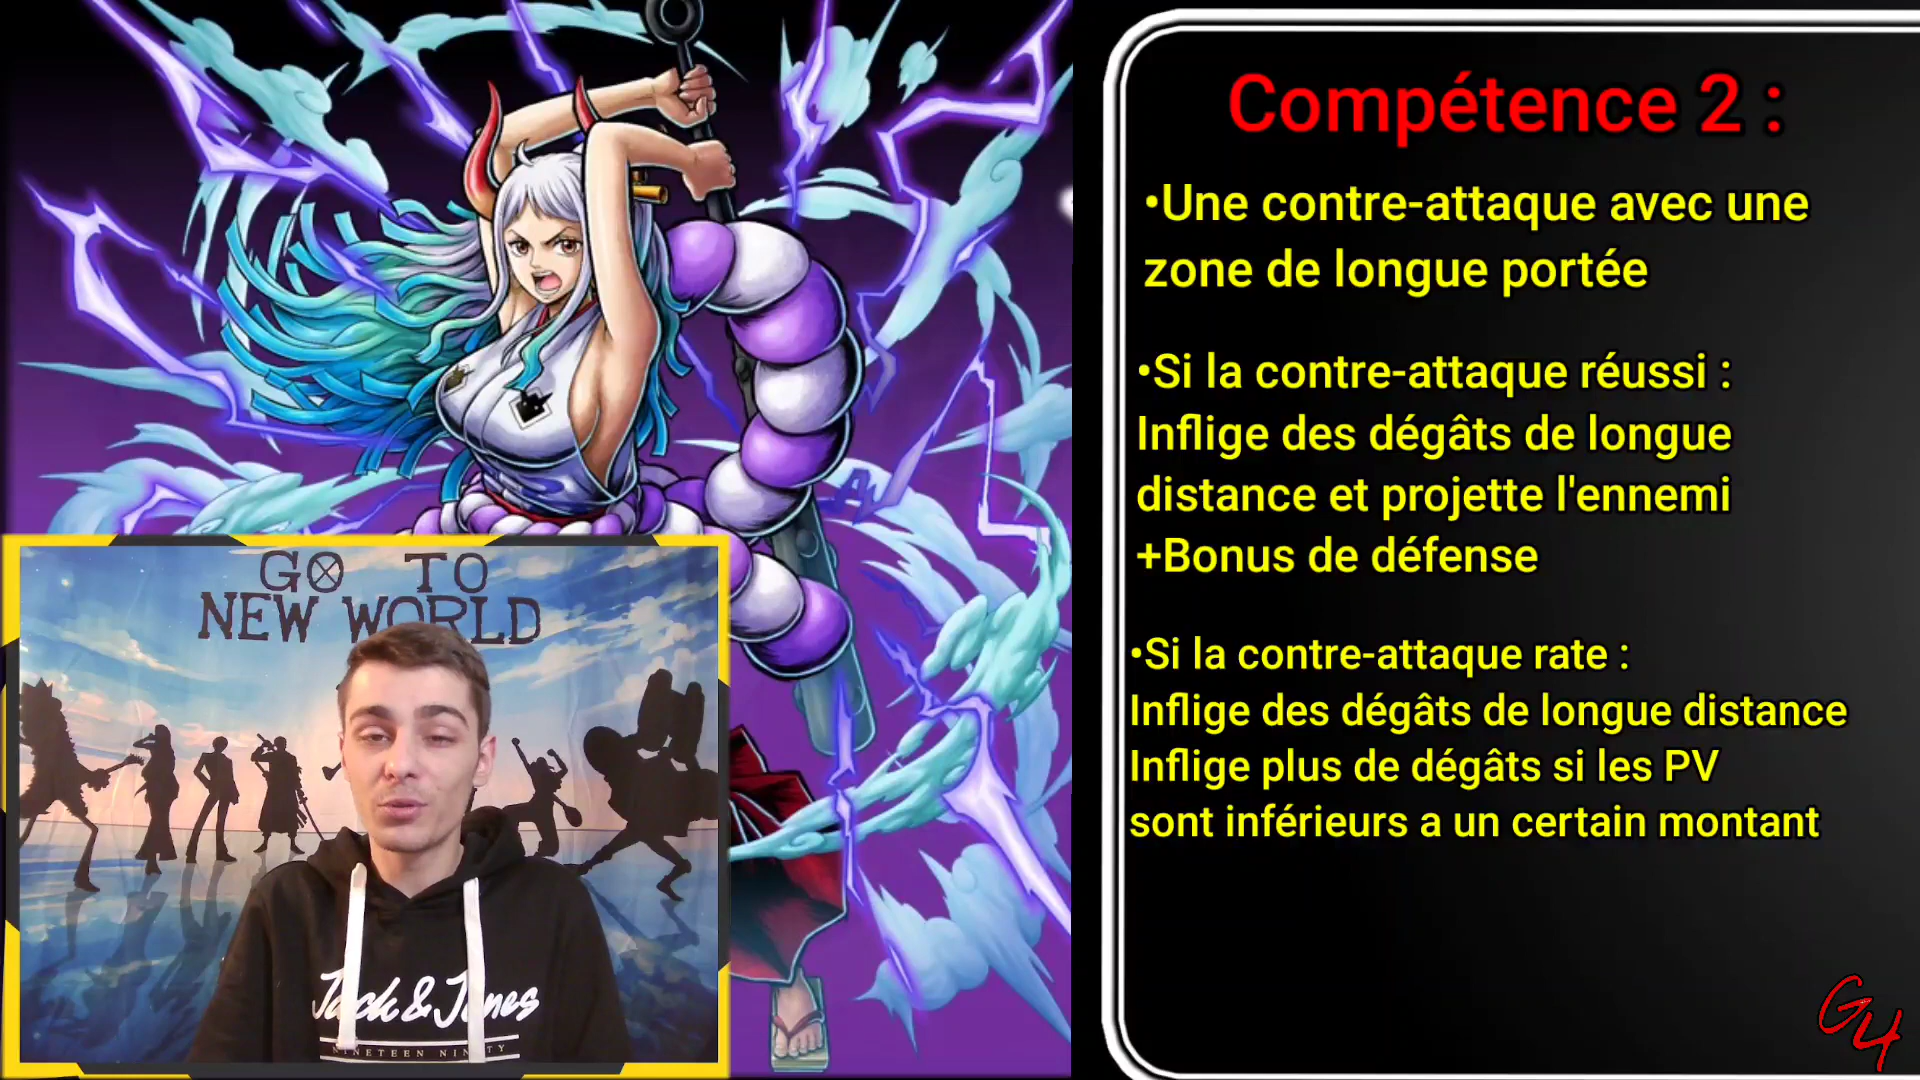 Compétence 2 :
•Une contre-attaque avec une
zone de longue portée
•Si la contre-attaque réussi :
Inflige des dégâts de longue
distance et projette l'ennemi
+Bonus de défense
•Si la contre-attaque rate :
Inflige des dégâts de longue distance
Inflige plus de dégâts si les PV
sont inférieurs a un certain montant
GO TO
NEW WORLD
Jack & Jones
NINETEEN NINETY
G4